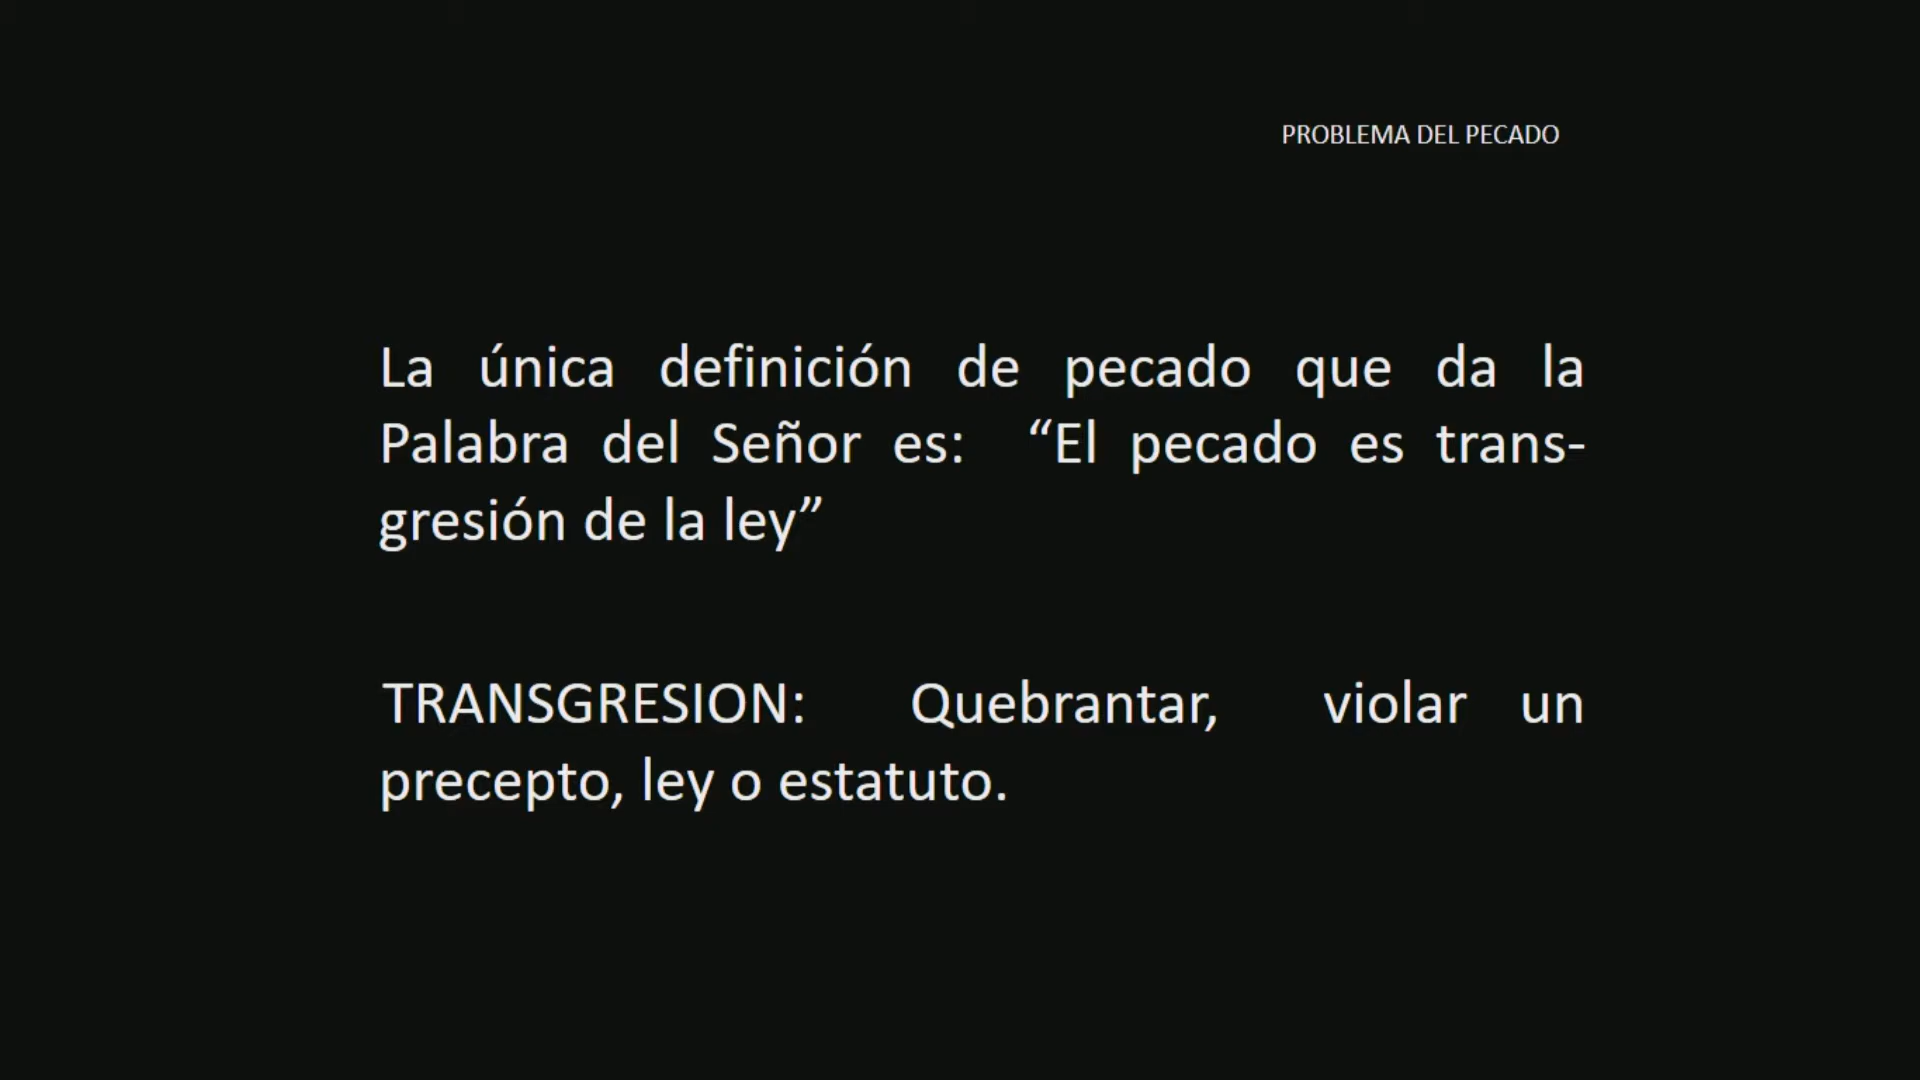 PROBLEMA DEL PECADO
La única definición de pecado que da la
Palabra del Señor es: “El pecado es trans-
gresión de la ley”
TRANSGRESION: Quebrantar, violar un
precepto, ley o estatuto.